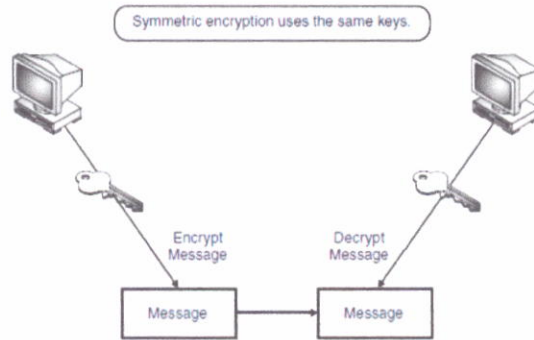 Symmetric encryption uses the same keys.
Encrypt
Message
Decrypt
Message
Message
Message